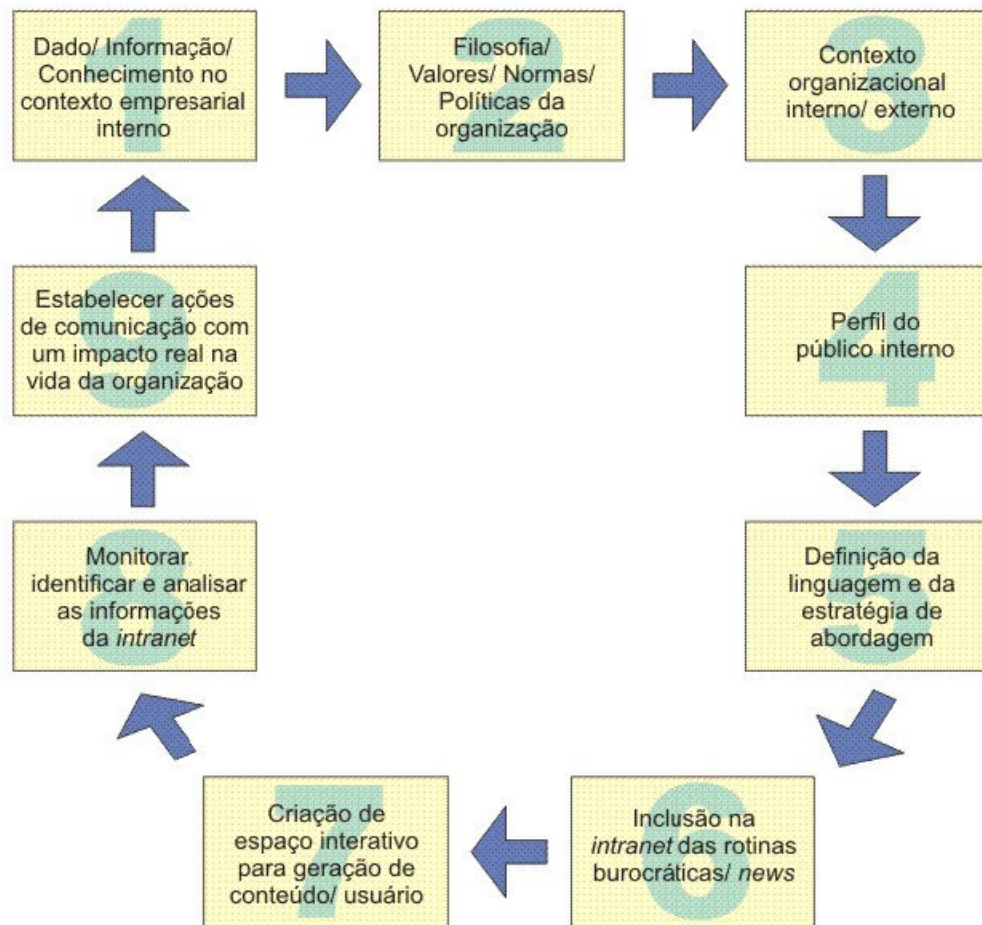 1
Dado/ Informação/
Conhecimento no
contexto empresarial
interno
2
Filosofia/
Valores/ Normas/
Políticas da
organização
3
Contexto
organizacional
interno/ externo
4
Perfil do
público interno
5
Definição da
linguagem e da
estratégia de
abordagem
6
Inclusão na
intranet das rotinas
burocráticas/ news
7
Criação de
espaço interativo
para geração de
conteúdo/ usuário
8
Monitorar,
identificar e analisar
as informações
da intranet
9
Estabelecer ações
de comunicação com
um impacto real na
vida da organização